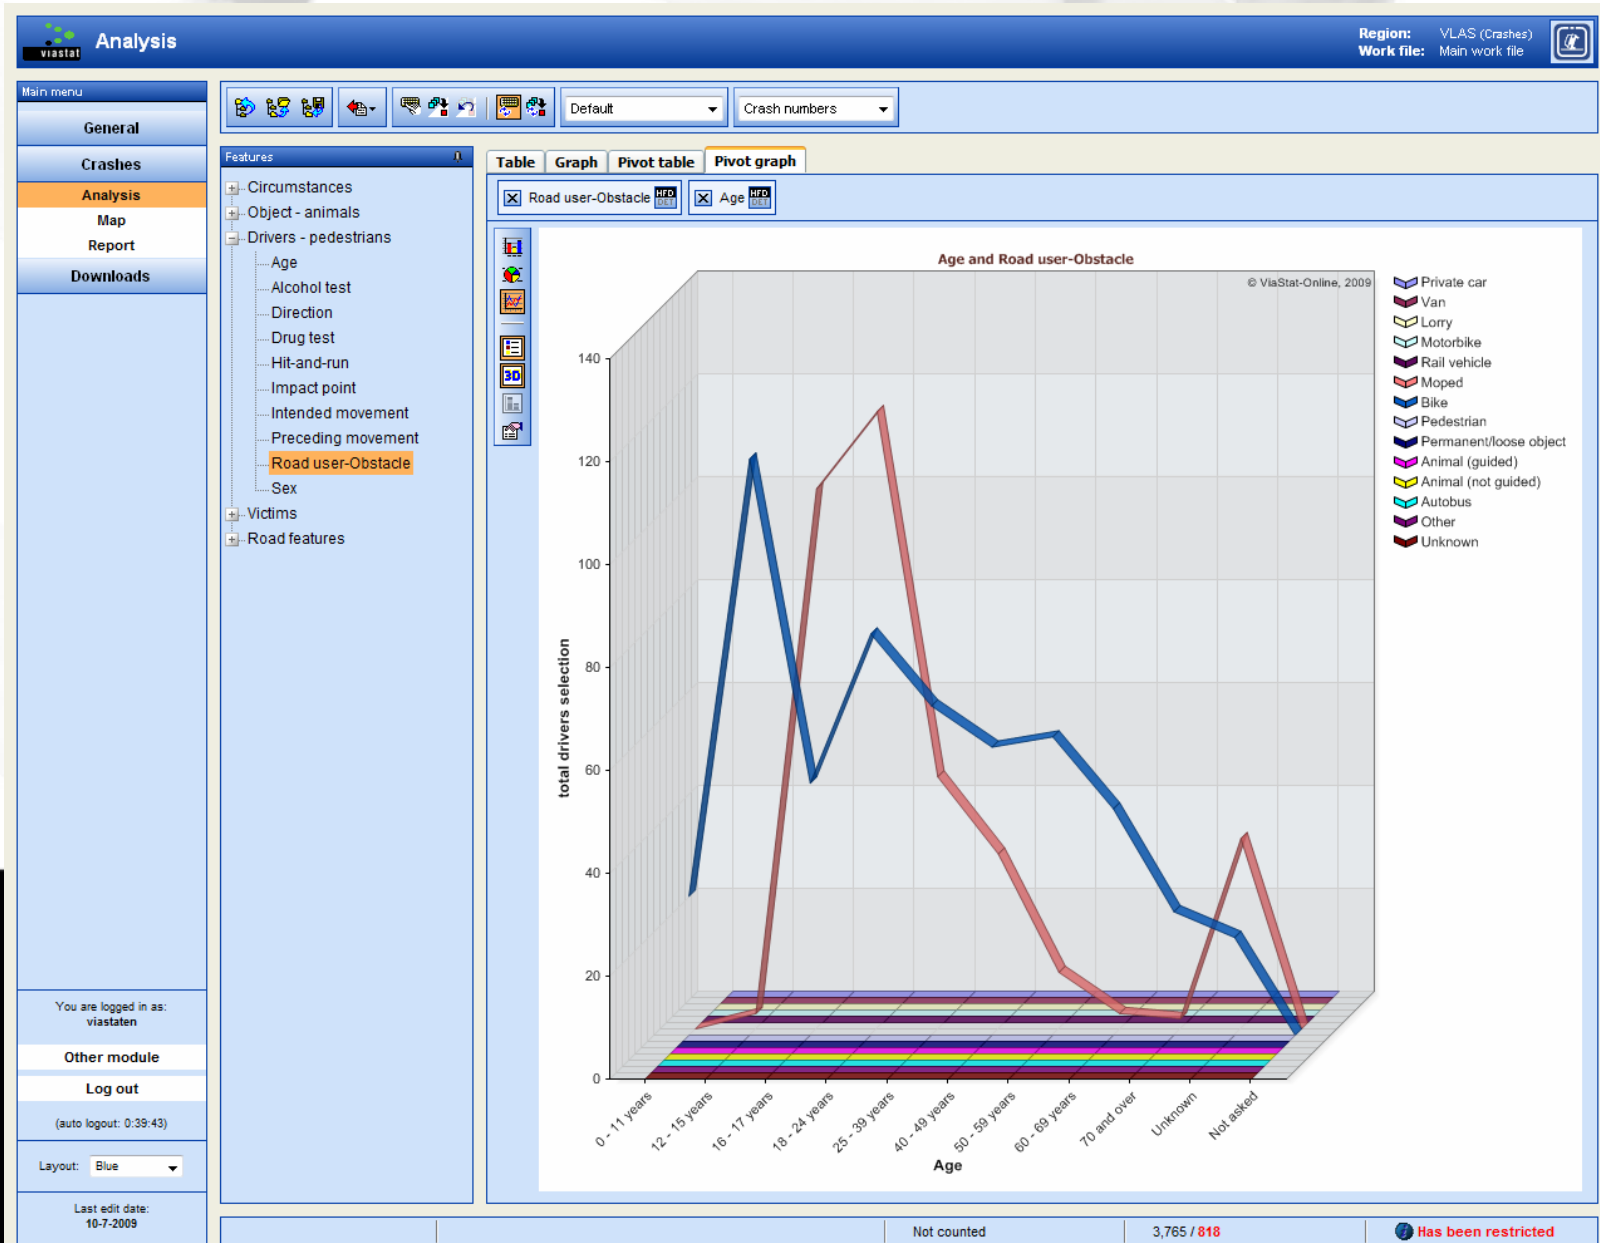 viastat
Analysis
Region: VLAS (Crashes)
Work file: Main work file
Main menu
General
Crashes
Analysis
Map
Report
Downloads
Default
Crash numbers
Features
Circumstances
Object - animals
Drivers - pedestrians
Age
Alcohol test
Direction
Drug test
Hit-and-run
Impact point
Intended movement
Preceding movement
Road user-Obstacle
Sex
Victims
Road features
Table Graph Pivot table Pivot graph
Road user-Obstacle HFD DET Age HFD DET
3D
Age and Road user-Obstacle
© ViaStat-Online, 2009
Private car
Van
Lorry
Motorbike
Rail vehicle
Moped
Bike
Pedestrian
Permanent/loose object
Animal (guided)
Animal (not guided)
Autobus
Other
Unknown
total drivers selection
140
120
100
80
60
40
20
0
0 - 11 years
12 - 15 years
16 - 17 years
18 - 24 years
25 - 39 years
40 - 49 years
50 - 59 years
60 - 69 years
70 and over
Unknown
Not asked
Age
You are logged in as:
viastaten
Other module
Log out
(auto logout: 0:39:43)
Layout: Blue
Last edit date:
10-7-2009
Not counted
3,765 / 818
Has been restricted